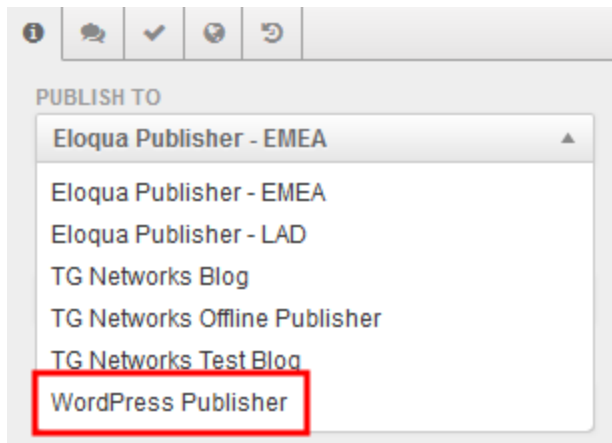 PUBLISH TO
Eloqua Publisher - EMEA
Eloqua Publisher - EMEA
Eloqua Publisher - LAD
TG Networks Blog
TG Networks Offline Publisher
TG Networks Test Blog
WordPress Publisher